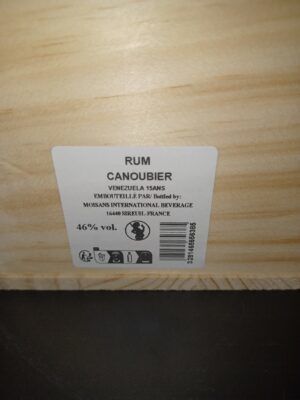 RUM
CANOUBIER
VENEZUELA 15ANS
EMBOUTEILLE PAR/ Bottled by:
MOISANS INTERNATIONAL BEVERAGE
16440 SIREUIL-FRANCE
46% vol.